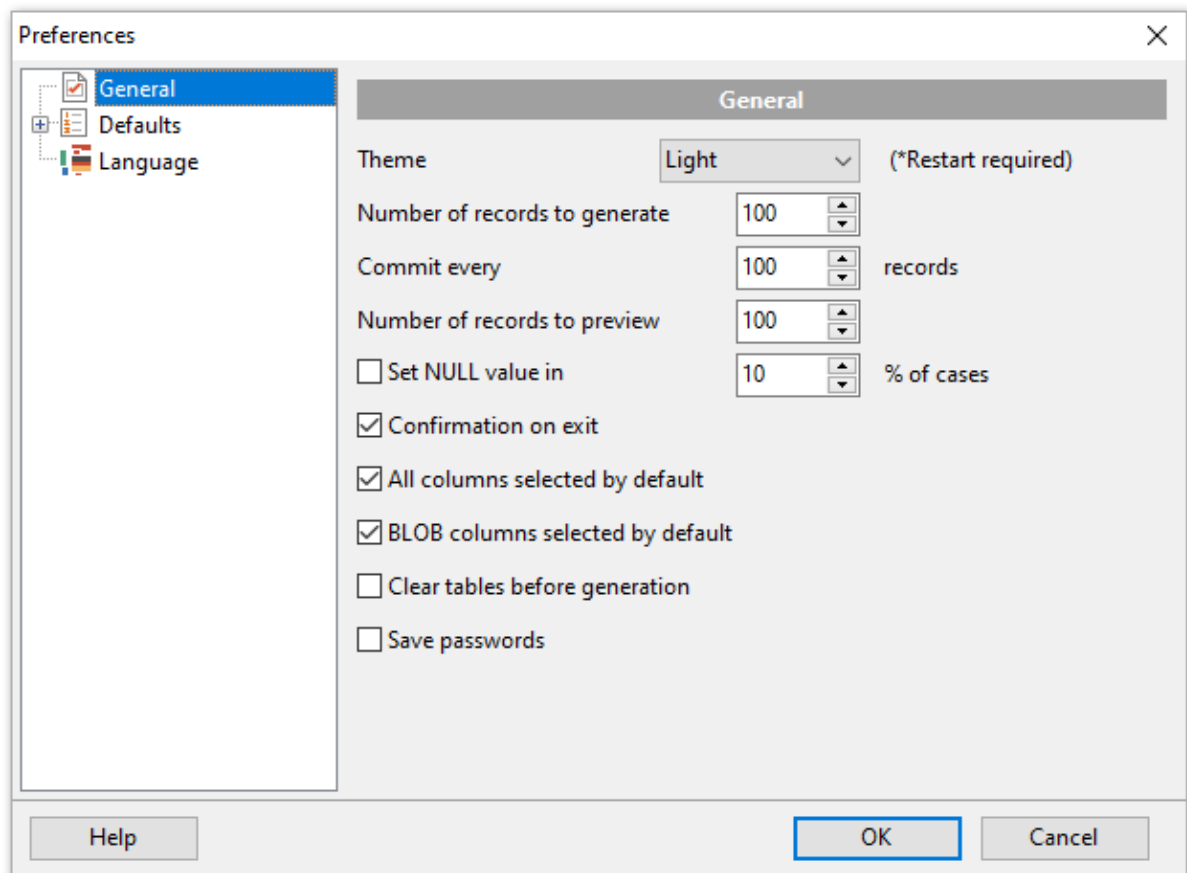 Preferences
General
Defaults
Language
General
Theme Light (*Restart required)
Number of records to generate 100
Commit every 100 records
Number of records to preview 100
Set NULL value in 10 % of cases
Confirmation on exit
All columns selected by default
BLOB columns selected by default
Clear tables before generation
Save passwords
Help OK Cancel